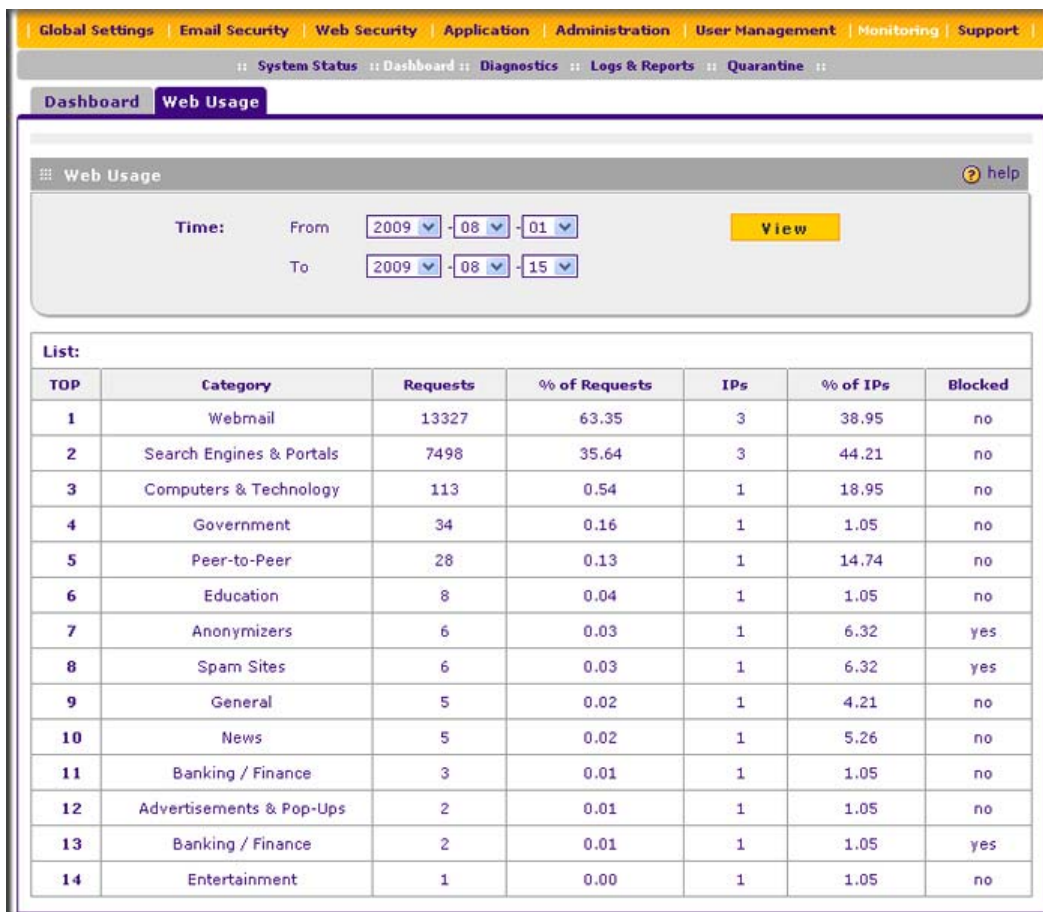 Global Settings | Email Security | Web Security | Application | Administration | User Management | Monitoring | Support
:: System Status :: Dashboard :: Diagnostics :: Logs & Reports :: Quarantine ::
Dashboard Web Usage
Web Usage ? help
Time: From 2009 - 08 - 01 View
To 2009 - 08 - 15
List:
TOP Category Requests % of Requests IPs % of IPs Blocked
1 Webmail 13327 63.35 3 38.95 no
2 Search Engines & Portals 7498 35.64 3 44.21 no
3 Computers & Technology 113 0.54 1 18.95 no
4 Government 34 0.16 1 1.05 no
5 Peer-to-Peer 28 0.13 1 14.74 no
6 Education 8 0.04 1 1.05 no
7 Anonymizers 6 0.03 1 6.32 yes
8 Spam Sites 6 0.03 1 6.32 yes
9 General 5 0.02 1 4.21 no
10 News 5 0.02 1 5.26 no
11 Banking / Finance 3 0.01 1 1.05 no
12 Advertisements & Pop-Ups 2 0.01 1 1.05 no
13 Banking / Finance 2 0.01 1 1.05 yes
14 Entertainment 1 0.00 1 1.05 no